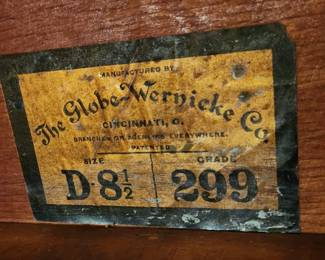 MANUFACTURED BY
The Globe-Wernicke Co.
CINCINNATI, O.
BRANCHES OR AGENCIES EVERYWHERE.
PATENTED
SIZE GRADE
D-8½ 299